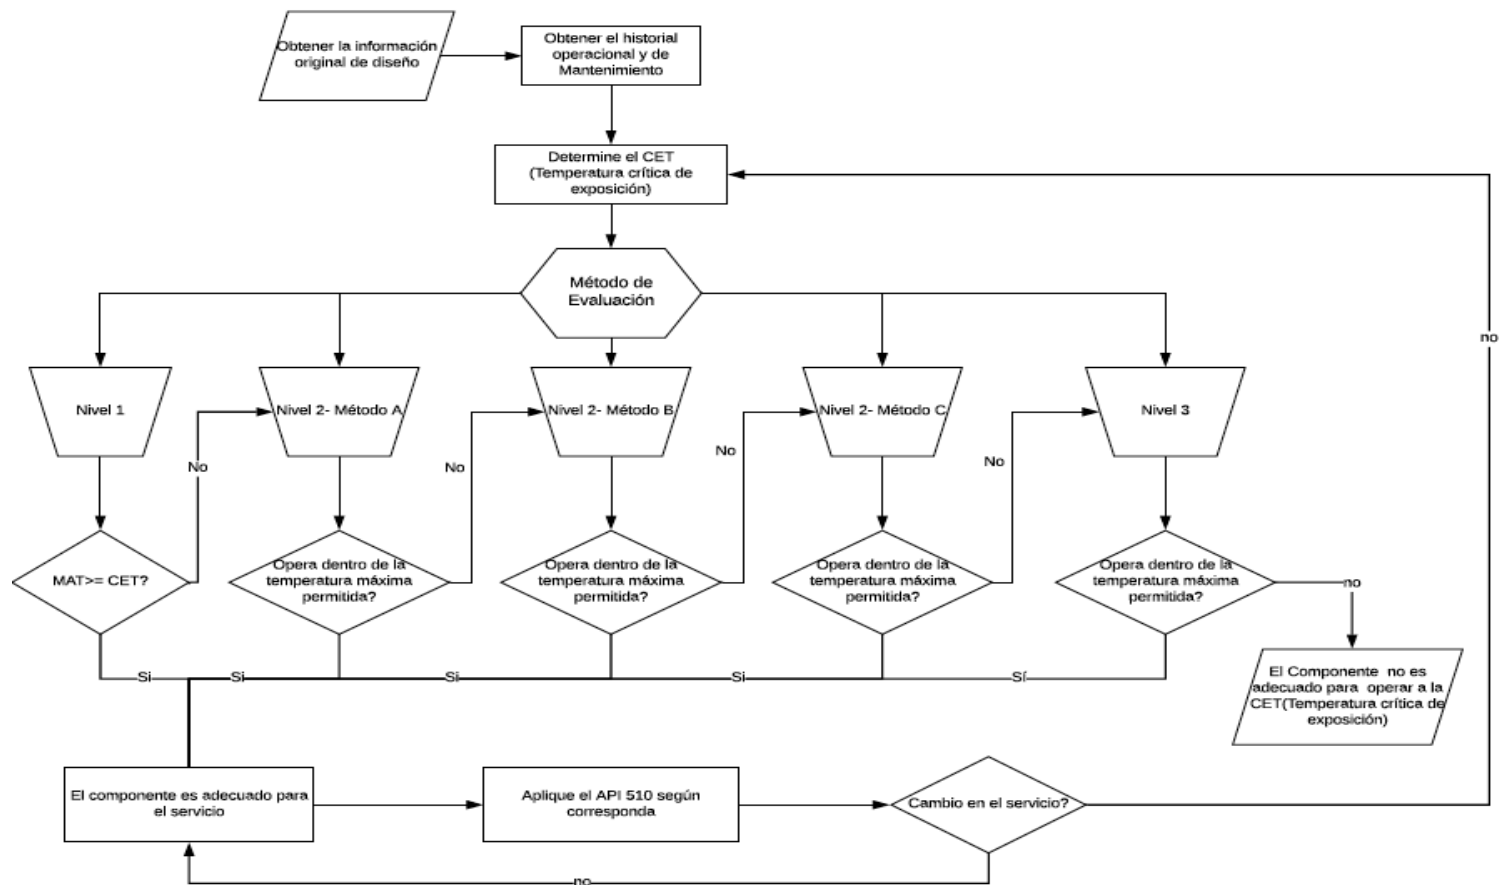 Obtener la información
original de diseño
Obtener el historial
operacional y de
Mantenimiento
Determine el CET
(Temperatura crítica de
exposición)
Método de
Evaluación
no
Nivel 1
Nivel 2- Método A
Nivel 2- Método B
Nivel 2- Método C
Nivel 3
No
No
No
No
MAT>= CET?
Opera dentro de la
temperatura máxima
permitida?
Opera dentro de la
temperatura máxima
permitida?
Opera dentro de la
temperatura máxima
permitida?
Opera dentro de la
temperatura máxima
permitida?
no
Si
Si
Si
Si
Sí
El Componente no es
adecuado para operar a la
CET(Temperatura crítica de
exposición)
El componente es adecuado para
el servicio
Aplique el API 510 según
corresponda
Cambio en el servicio?
no